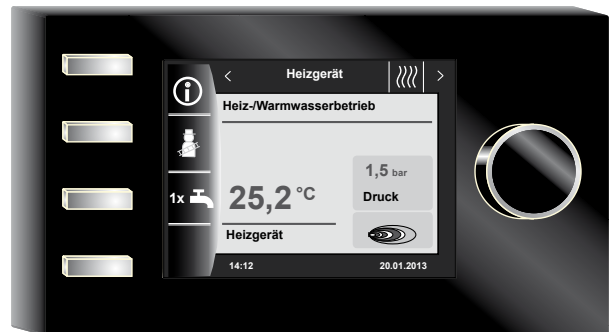 Heizgerät
Heiz-/Warmwasserbetrieb
1x
25,2 °C
1,5 bar
Druck
Heizgerät
14:12
20.01.2013